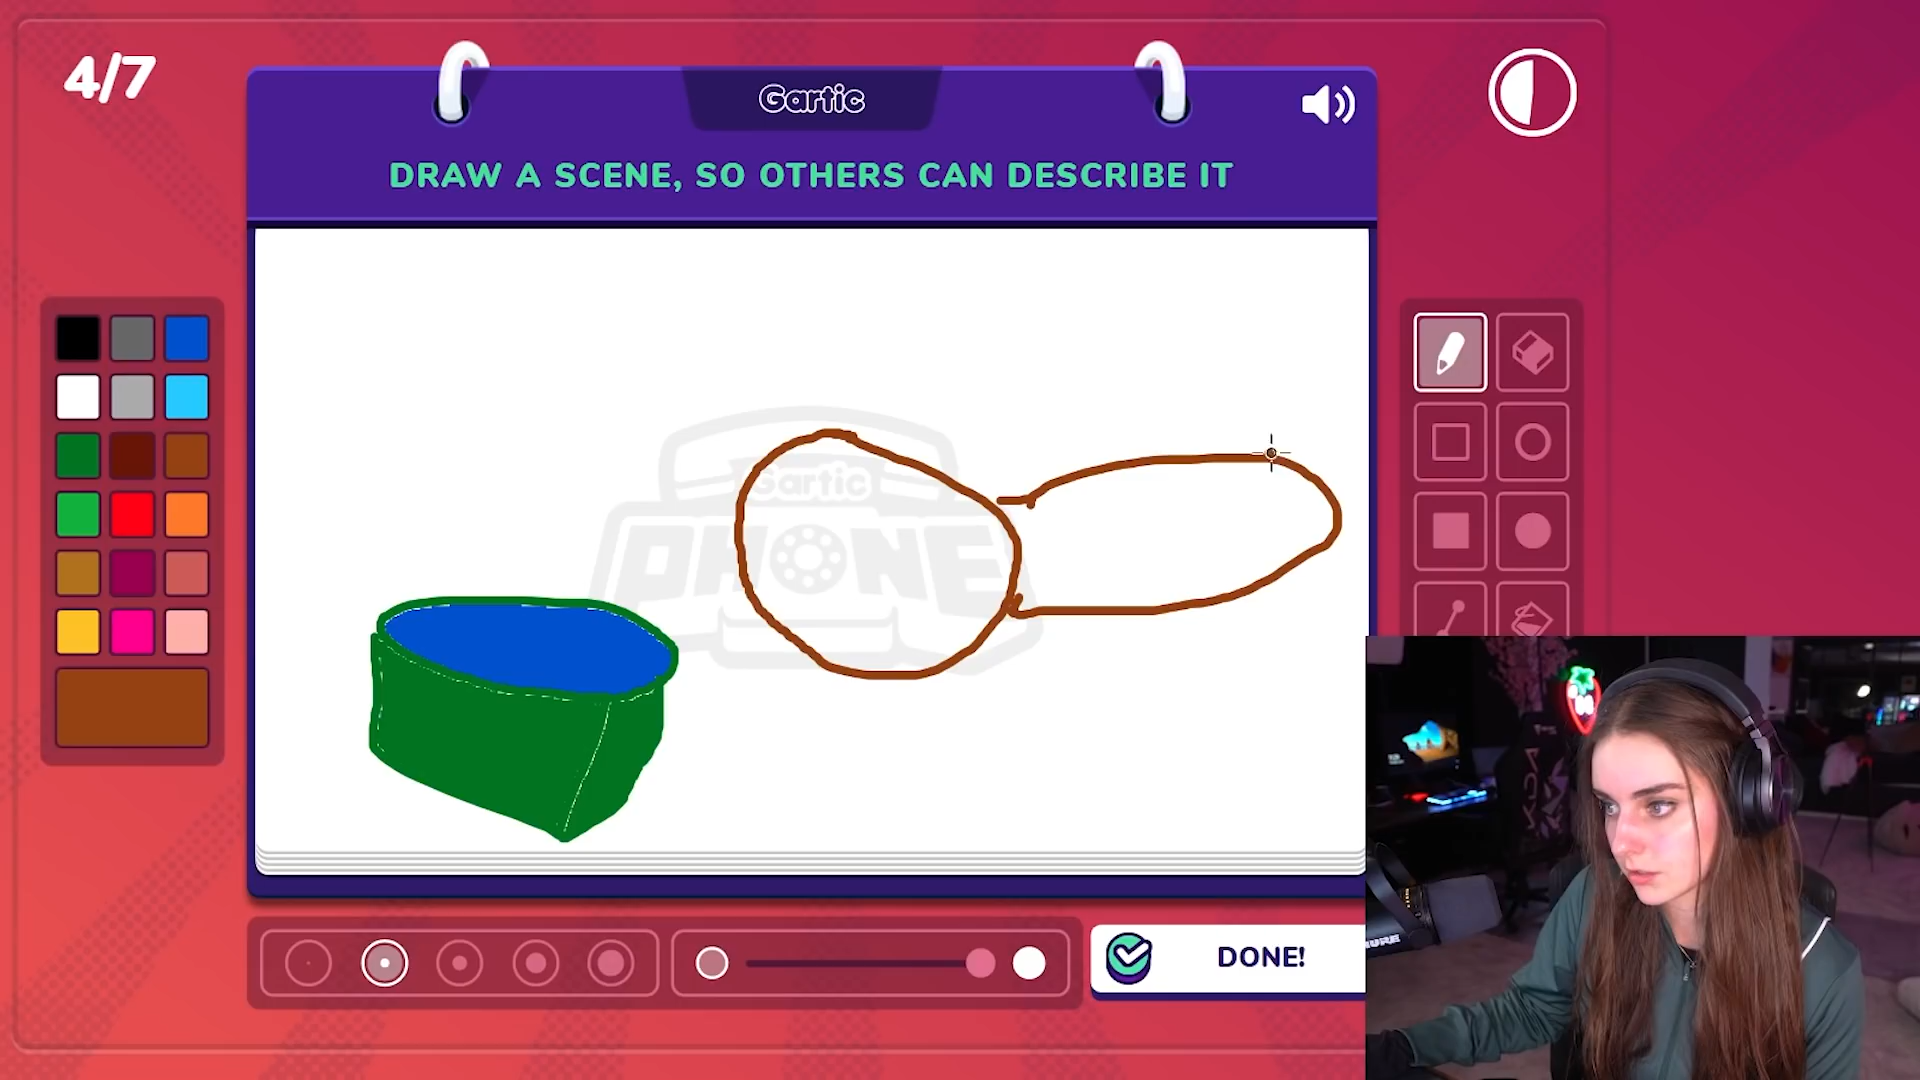 4/7
Gartic
DRAW A SCENE, SO OTHERS CAN DESCRIBE IT
Gartic
PHONE
DONE!